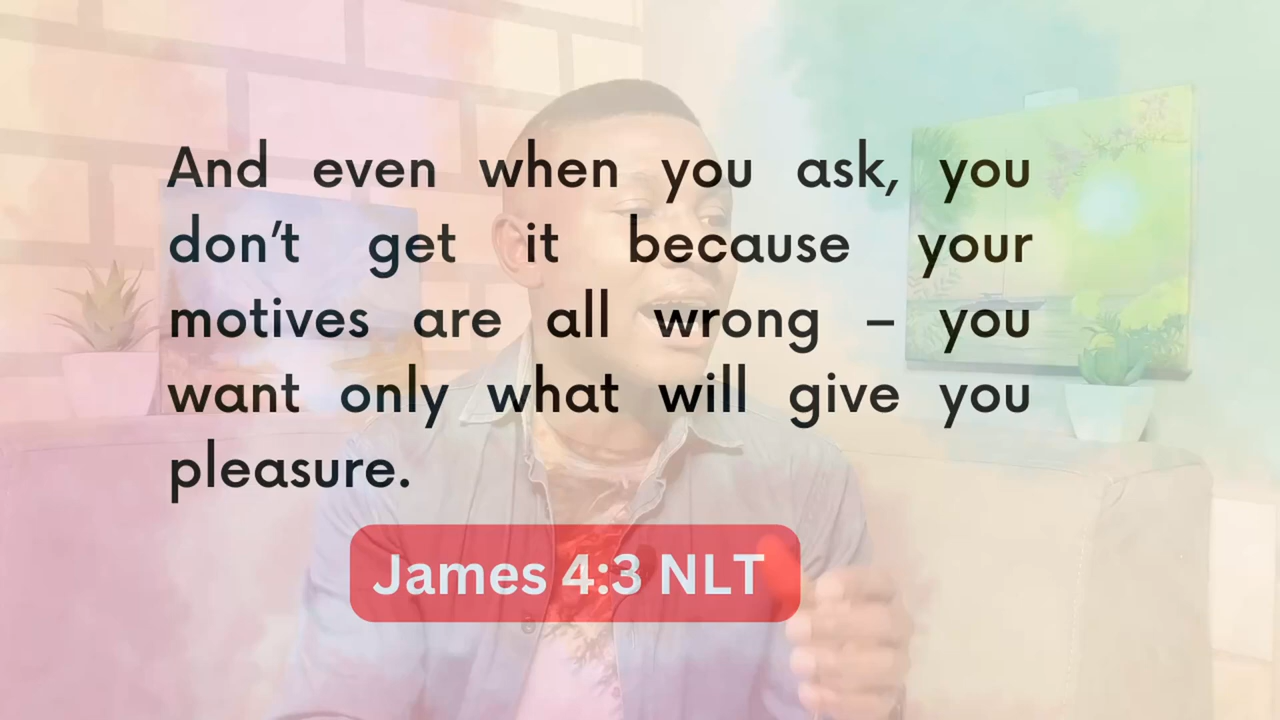 And even when you ask, you
don’t get it because your
motives are all wrong – you
want only what will give you
pleasure.
James 4:3 NLT